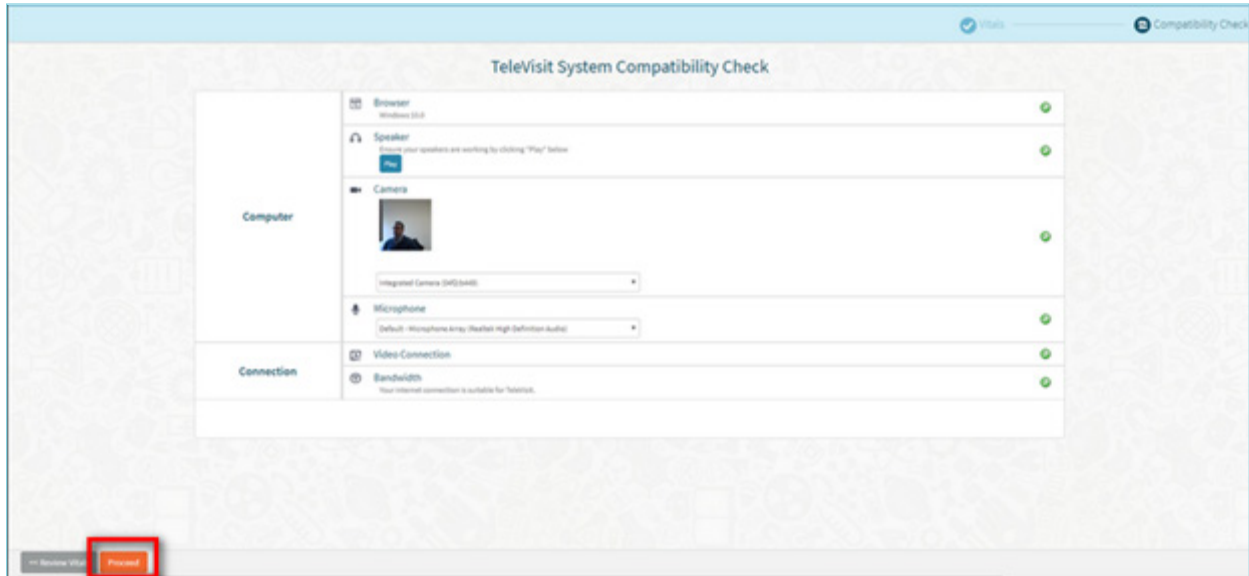 Vitals
Compatibility Check
TeleVisit System Compatibility Check
Computer
Browser
Windows 10.0
Speaker
Ensure your speakers are working by clicking "Play" below
Play
Camera
Integrated Camera
Microphone
Default - Microphone Array (Realtek High Definition Audio)
Connection
Video Connection
Bandwidth
Your internet connection is suitable for TeleVisit.
<< Review Vitals
Proceed